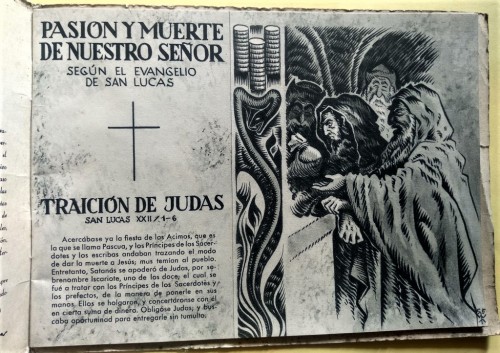 PASION Y MUERTE
DE NUESTRO SEÑOR
SEGÚN EL EVANGELIO
DE SAN LUCAS
TRAICIÓN DE JUDAS
SAN LUCAS XXII/1-6
Acercábase ya la fiesta de los Acimos, que es
la que se llama Pascua, y los Príncipes de los Sacer-
dotes y los escribas andaban trazando el modo
de dar la muerte a Jesús; mas temían al pueblo.
Entretanto, Satanás se apoderó de Judas, por so-
brenombre Iscariote, uno de los doce; el cual se
fué a tratar con los Príncipes de los Sacerdotes y
los prefectos, de la manera de ponerle en sus
manos. Ellos se holgaron, y concertáronse con él
en cierta suma de dinero. Obligóse Judas; y bus-
caba oportunidad para entregarle sin tumulto.